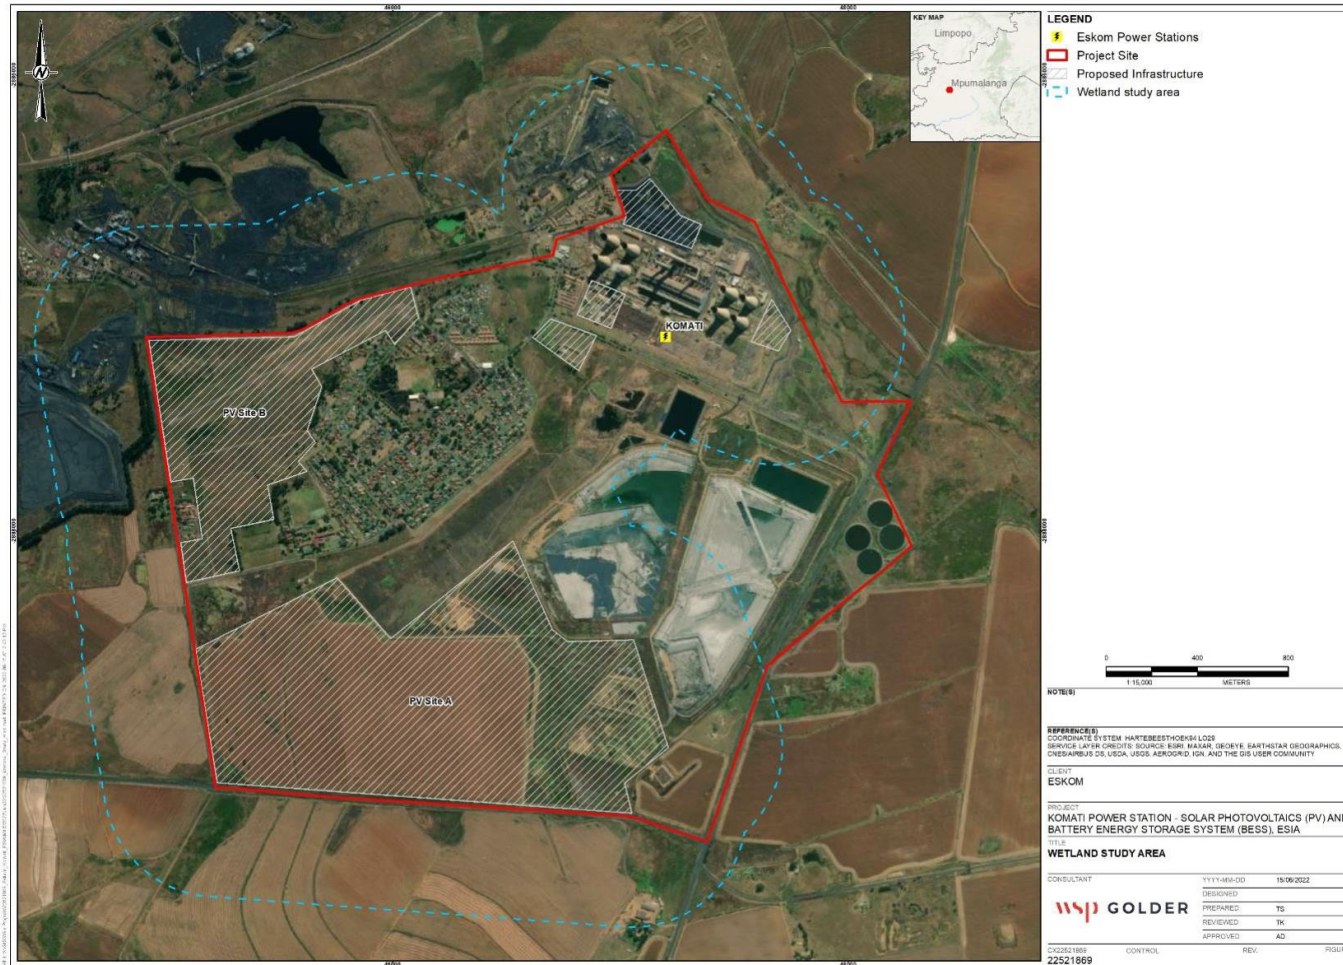 KEY MAP
Limpopo
Mpumalanga
N
KOMATI
PV Site B
PV Site A
LEGEND
Eskom Power Stations
Project Site
Proposed Infrastructure
Wetland study area
0 400 800
1:15,000 METERS
NOTE(S)
REFERENCE(S)
COORDINATE SYSTEM: HARTEBEESTHOEK94 LO29
SERVICE LAYER CREDITS: SOURCE: ESRI, MAXAR, GEOEYE, EARTHSTAR GEOGRAPHICS,
CNES/AIRBUS DS, USDA, USGS, AEROGRID, IGN, AND THE GIS USER COMMUNITY
CLIENT
ESKOM
PROJECT
KOMATI POWER STATION - SOLAR PHOTOVOLTAICS (PV) AN
BATTERY ENERGY STORAGE SYSTEM (BESS), ESIA
TITLE
WETLAND STUDY AREA
CONSULTANT
wsp GOLDER
YYYY-MM-DD 15/06/2022
DESIGNED
PREPARED TS
REVIEWED TK
APPROVED AD
CX22521869 CONTROL REV. FIGU
22521869